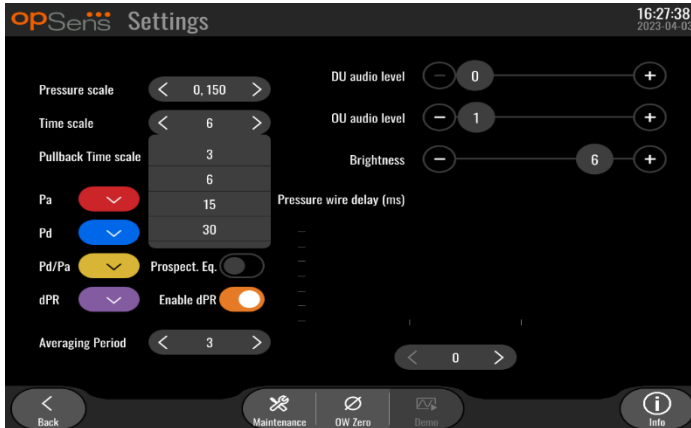 opSens Settings
16:27:38
2023-04-03
Pressure scale 0, 150
Time scale 6
Pullback Time scale
3
6
15
30
Pa
Pd
Pd/Pa Prospect. Eq.
dPR Enable dPR
Averaging Period 3
DU audio level 0
OU audio level 1
Brightness 6
Pressure wire delay (ms)
0
Back
Maintenance
OW Zero
Demo
Info